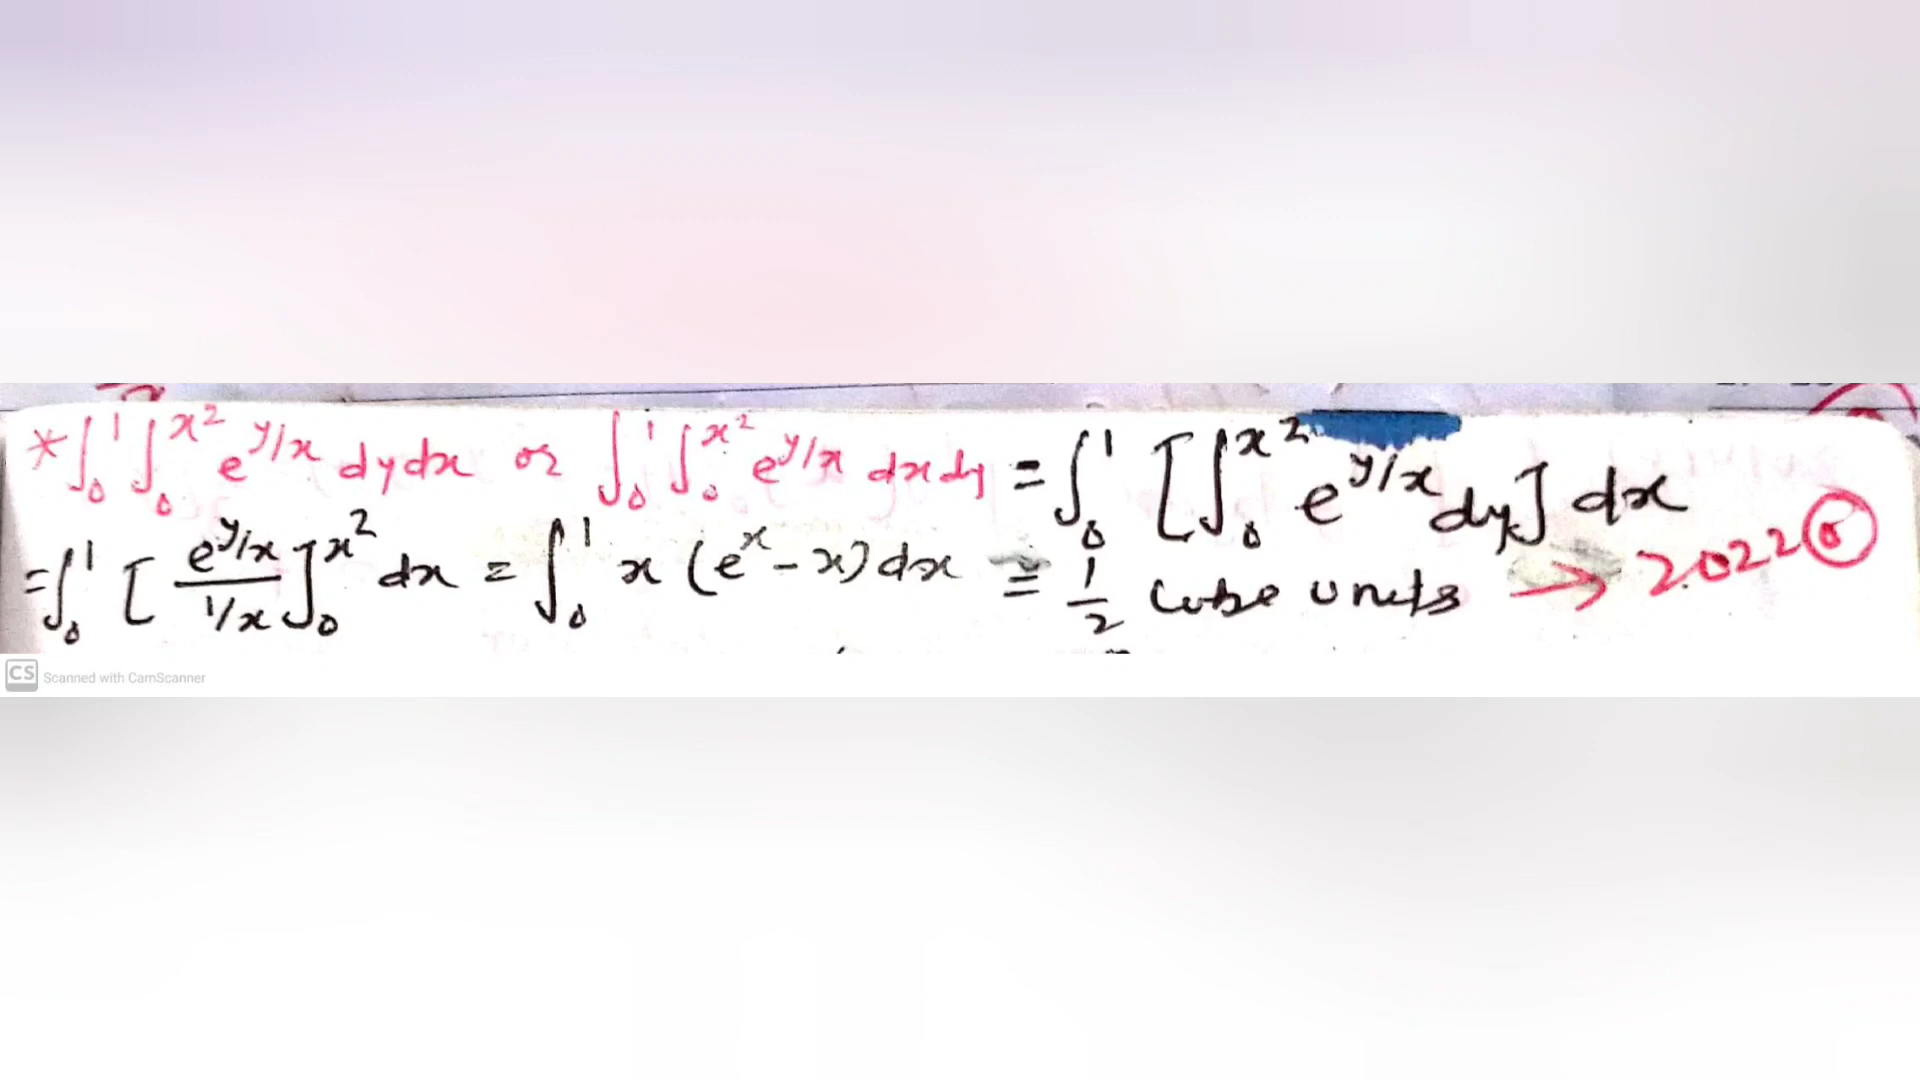 *∫₀¹ ∫₀^{x²} e^{y/x} dydx or ∫₀¹ ∫₀^{x²} e^{y/x} dxdy = ∫₀¹ [∫₀^{x²} e^{y/x} dy] dx
= ∫₀¹ [e^{y/x} / 1/x]₀^{x²} dx = ∫₀¹ x (e^x - x) dx = 1/2 cube units → 2022
CS Scanned with CamScanner